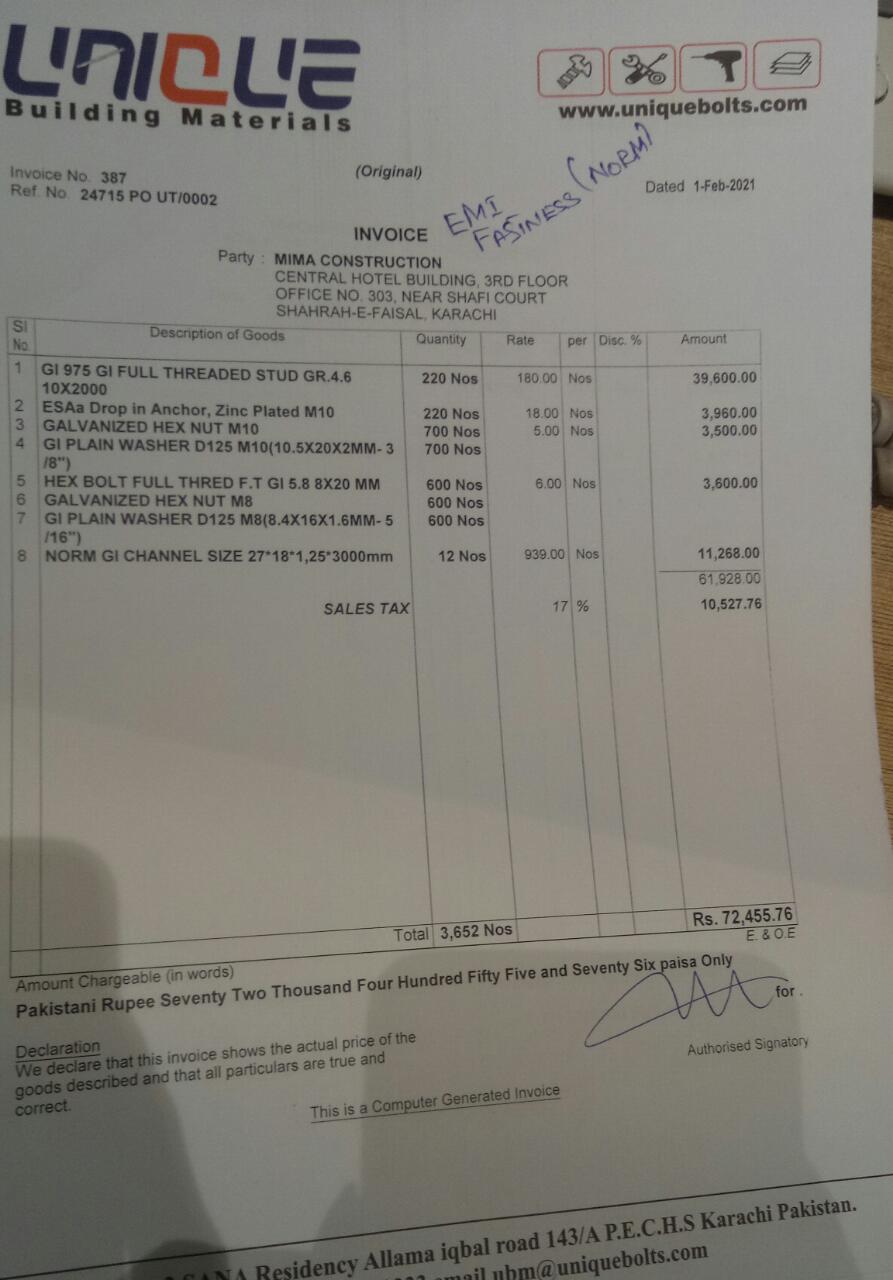 UNIQUE
Building Materials
www.uniquebolts.com
Invoice No. 387
(Original)
Ref. No. 24715 PO UT/0002
Dated 1-Feb-2021
EMI
FASINESS (NORM)
INVOICE
Party : MIMA CONSTRUCTION
CENTRAL HOTEL BUILDING, 3RD FLOOR
OFFICE NO. 303, NEAR SHAFI COURT
SHAHRAH-E-FAISAL, KARACHI
Sl No. Description of Goods Quantity Rate per Disc. % Amount
1 GI 975 GI FULL THREADED STUD GR.4.6 220 Nos 180.00 Nos 39,600.00
10X2000
2 ESAa Drop in Anchor, Zinc Plated M10 220 Nos 18.00 Nos 3,960.00
3 GALVANIZED HEX NUT M10 700 Nos 5.00 Nos 3,500.00
4 GI PLAIN WASHER D125 M10(10.5X20X2MM- 3 700 Nos
/8")
5 HEX BOLT FULL THRED F.T GI 5.8 8X20 MM 600 Nos 6.00 Nos 3,600.00
6 GALVANIZED HEX NUT M8 600 Nos
7 GI PLAIN WASHER D125 M8(8.4X16X1.6MM- 5 600 Nos
/16")
8 NORM GI CHANNEL SIZE 27*18*1,25*3000mm 12 Nos 939.00 Nos 11,268.00
61,928.00
SALES TAX 17 % 10,527.76
Total 3,652 Nos Rs. 72,455.76
E. & O.E
Amount Chargeable (in words)
Pakistani Rupee Seventy Two Thousand Four Hundred Fifty Five and Seventy Six paisa Only
for .
Declaration
We declare that this invoice shows the actual price of the
goods described and that all particulars are true and
correct.
Authorised Signatory
This is a Computer Generated Invoice
SANA Residency Allama iqbal road 143/A P.E.C.H.S Karachi Pakistan.
email ubm@uniquebolts.com